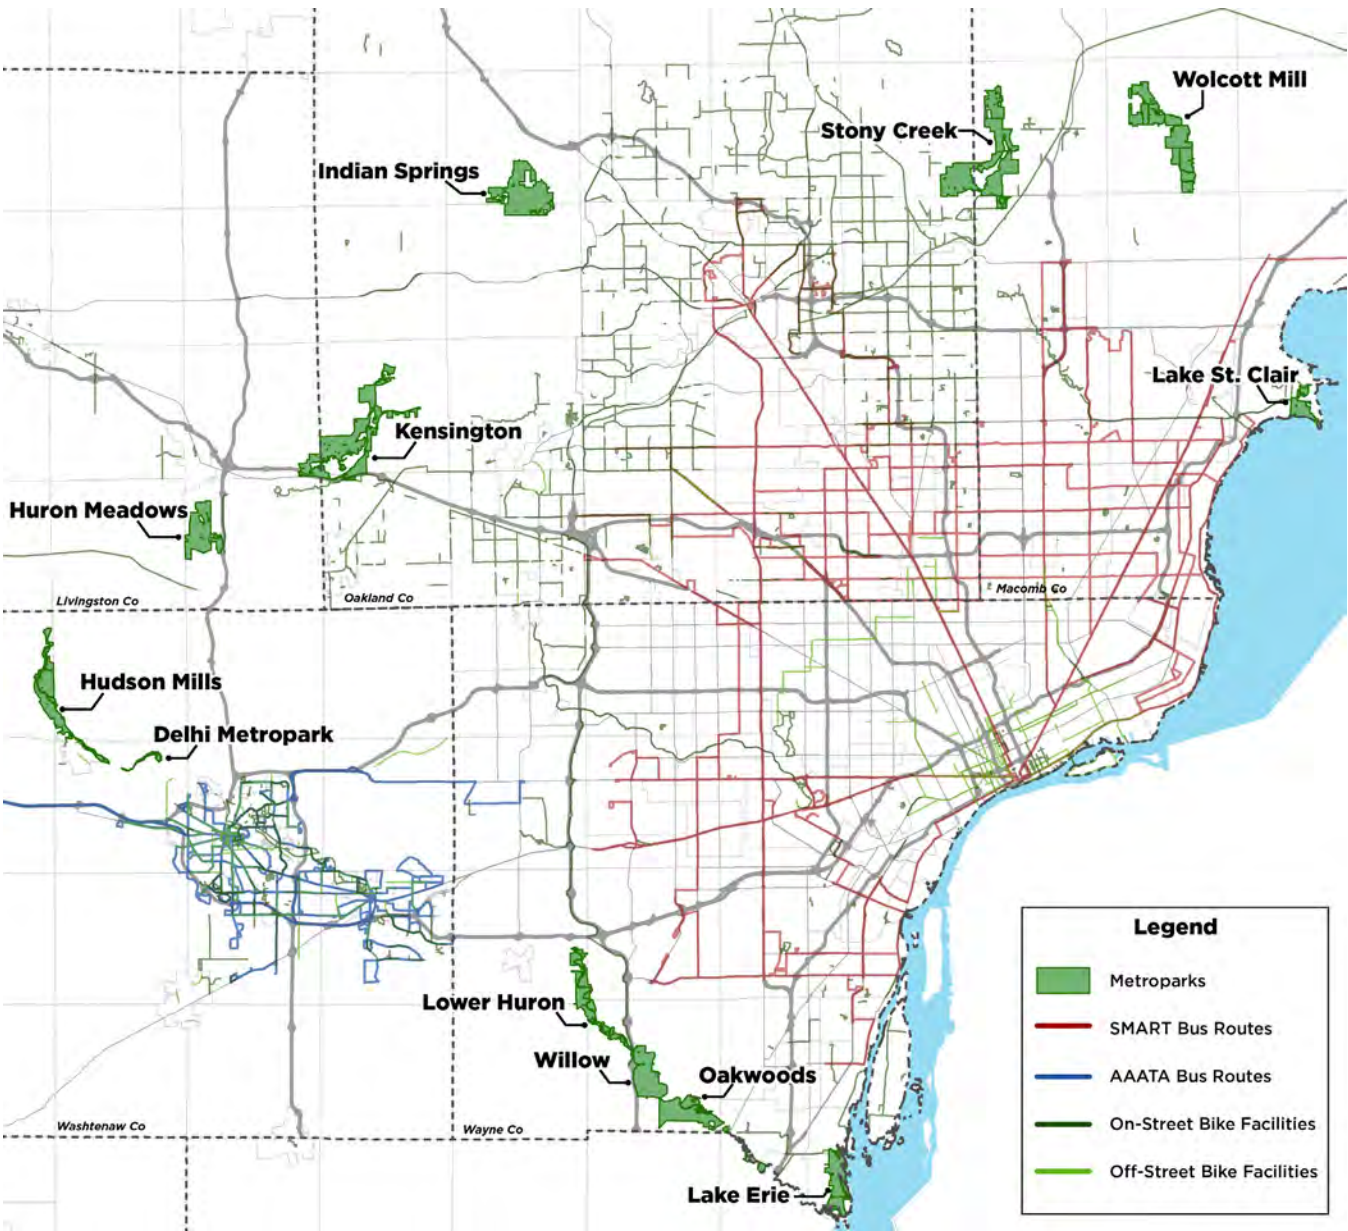 Wolcott Mill
Stony Creek
Indian Springs
Lake St. Clair
Kensington
Huron Meadows
Livingston Co
Oakland Co
Macomb Co
Hudson Mills
Delhi Metropark
Lower Huron
Willow
Oakwoods
Washtenaw Co
Wayne Co
Lake Erie
Legend
Metroparks
SMART Bus Routes
AAATA Bus Routes
On-Street Bike Facilities
Off-Street Bike Facilities